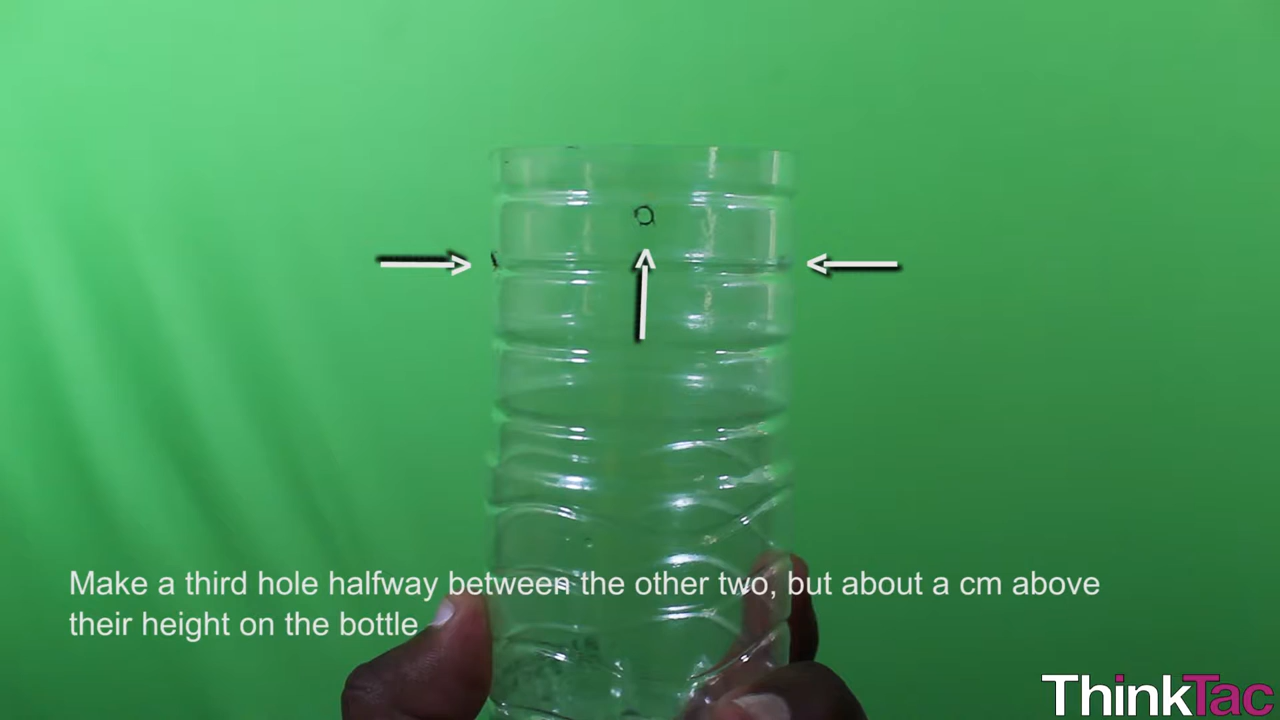 Make a third hole halfway between the other two, but about a cm above
their height on the bottle
ThinkTac